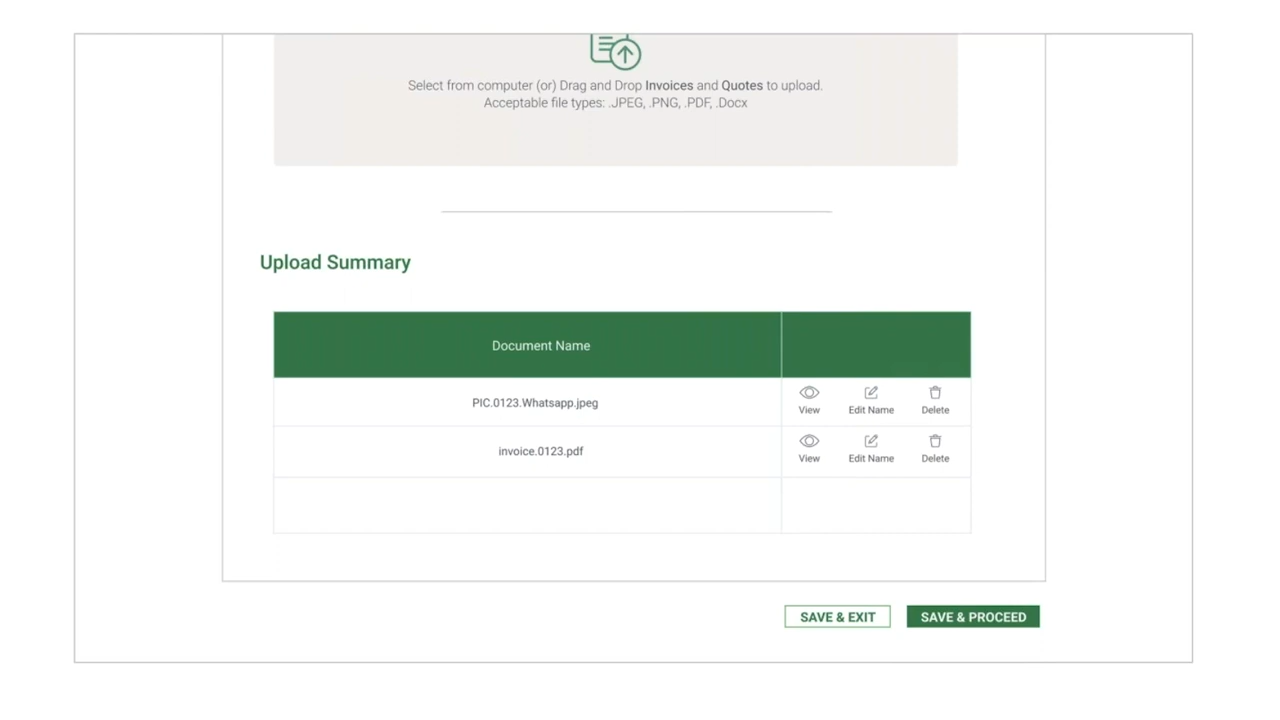 Select from computer (or) Drag and Drop Invoices and Quotes to upload.
Acceptable file types: .JPEG, .PNG, .PDF, .Docx
Upload Summary
Document Name
PIC.0123.Whatsapp.jpeg
View Edit Name Delete
invoice.0123.pdf
View Edit Name Delete
SAVE & EXIT SAVE & PROCEED